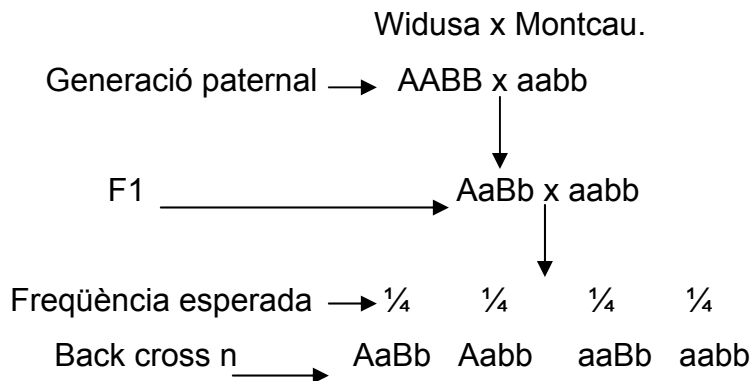 Widusa x Montcau.
Generació paternal AABB x aabb
F1 AaBb x aabb
Freqüència esperada ¼ ¼ ¼ ¼
Back cross n AaBb Aabb aaBb aabb